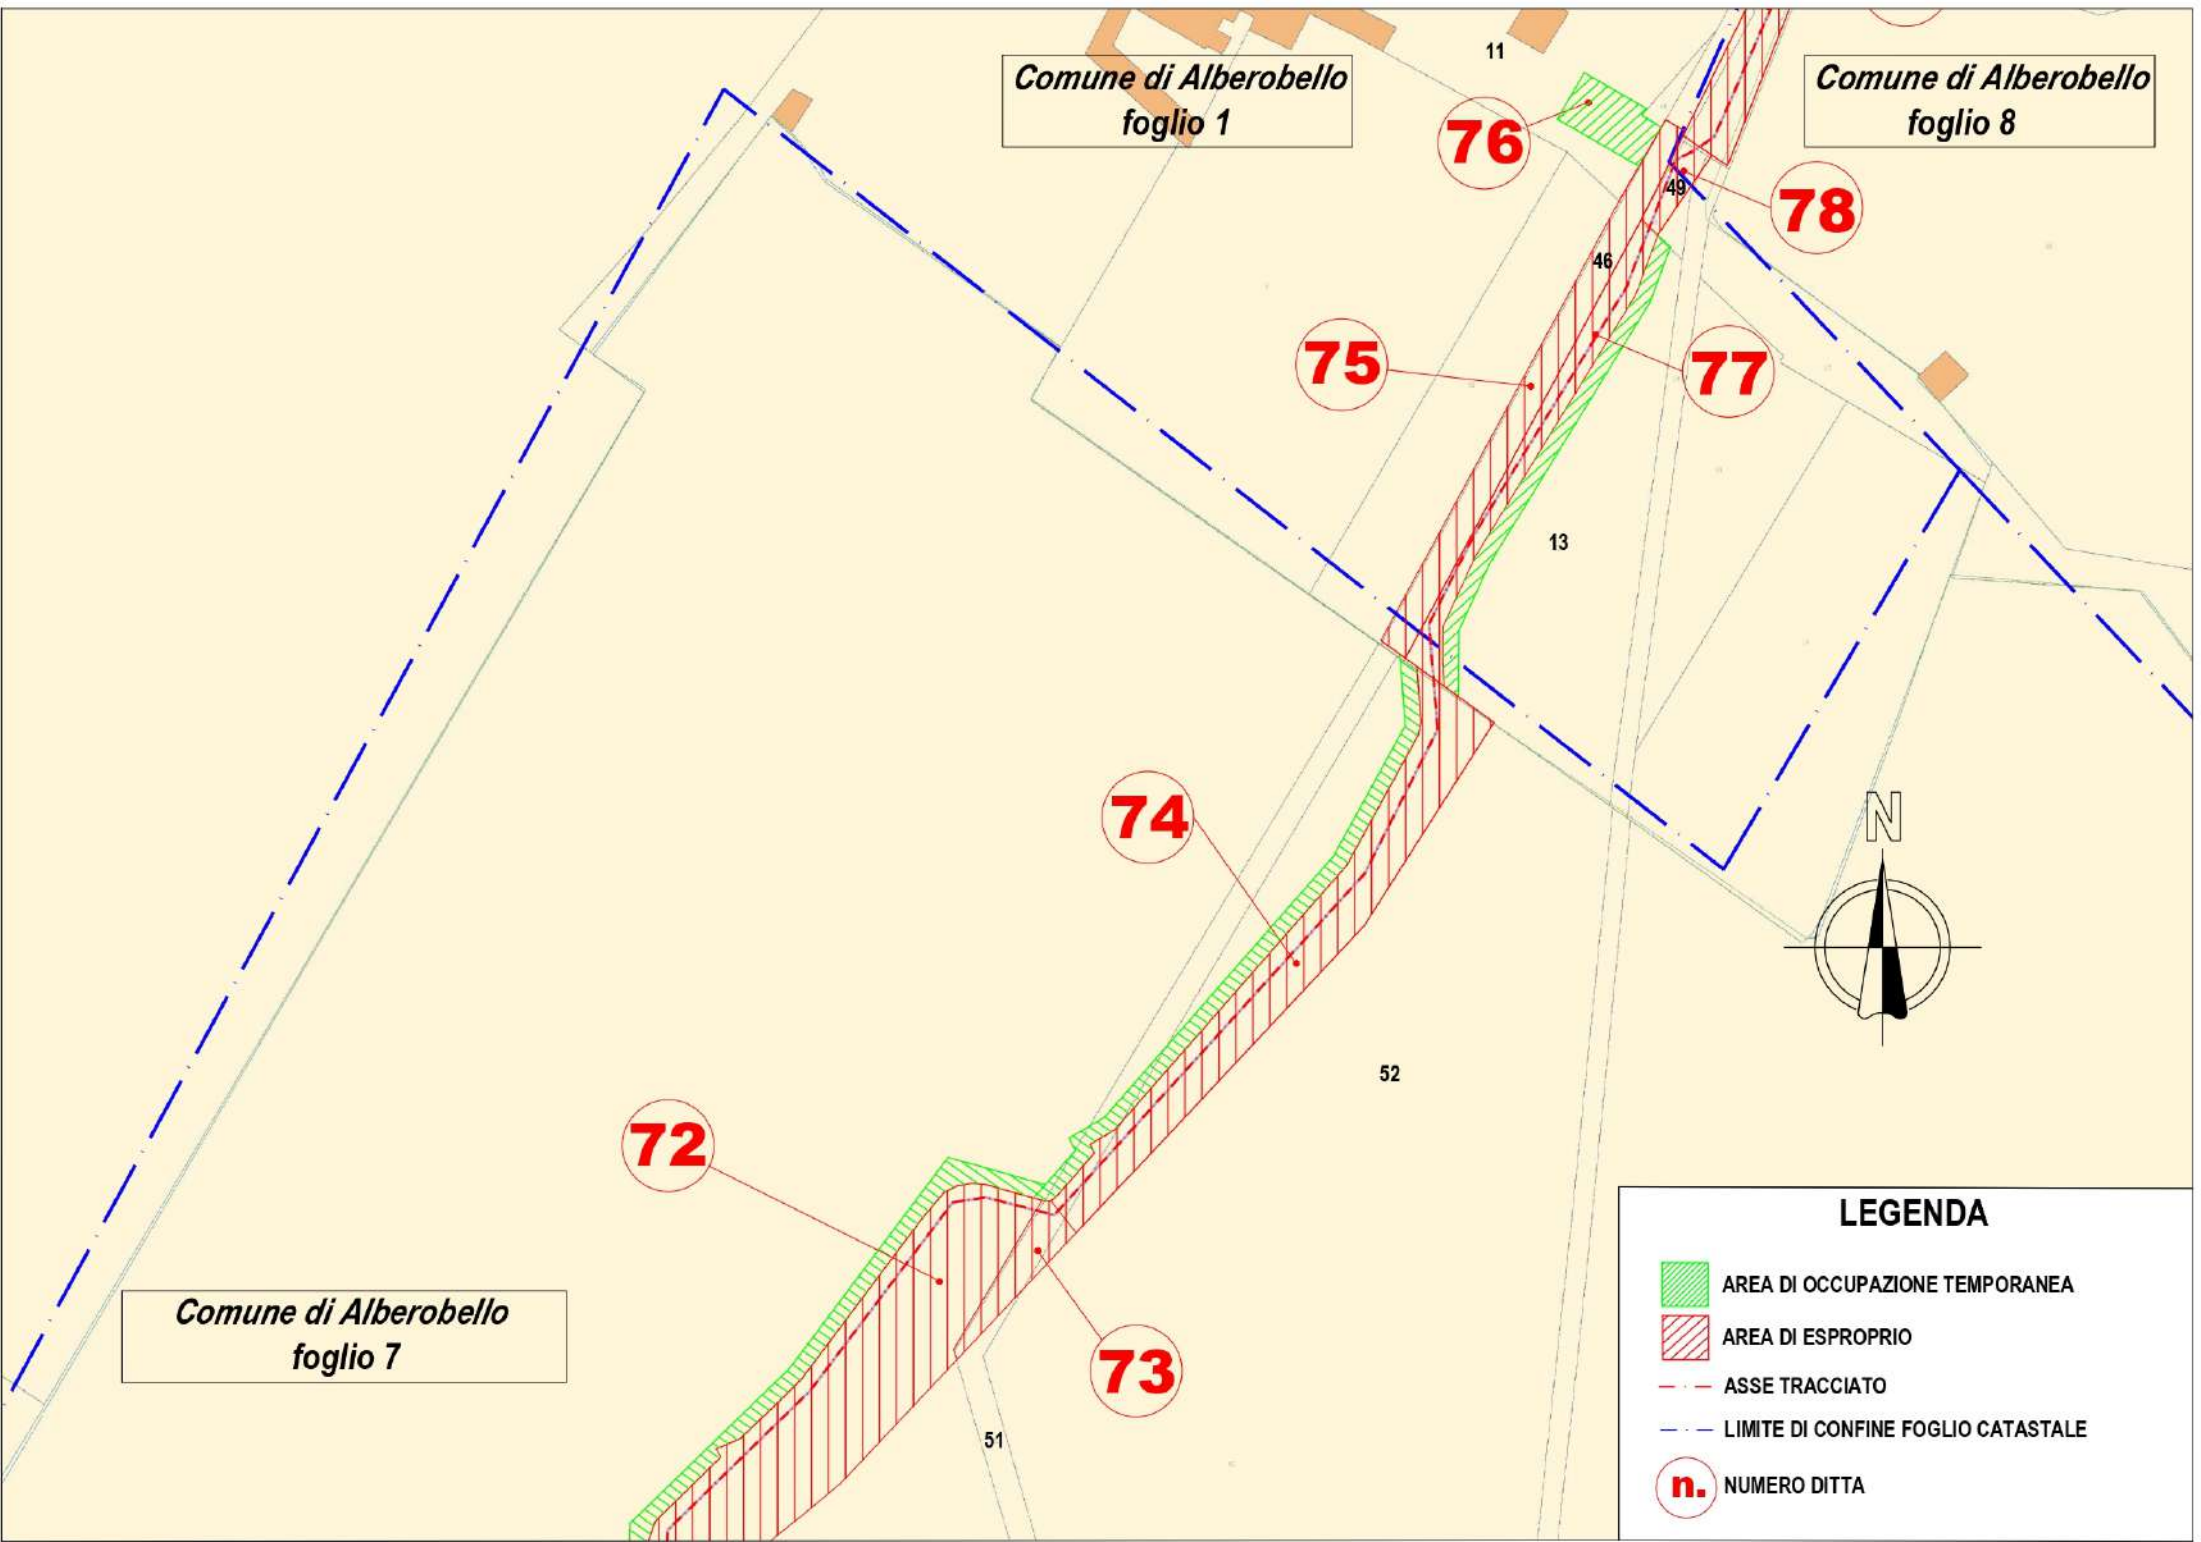 11
Comune di Alberobello
foglio 1
Comune di Alberobello
foglio 8
76
49
78
46
75
77
13
74
N
52
72
Comune di Alberobello
foglio 7
73
51
LEGENDA
AREA DI OCCUPAZIONE TEMPORANEA
AREA DI ESPROPRIO
ASSE TRACCIATO
LIMITE DI CONFINE FOGLIO CATASTALE
n. NUMERO DITTA